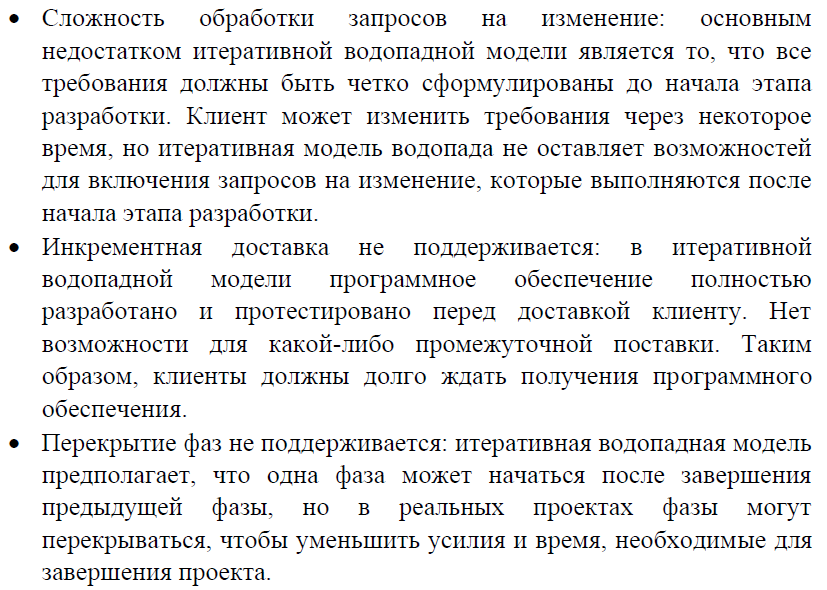 • Сложность обработки запросов на изменение: основным
недостатком итеративной водопадной модели является то, что все
требования должны быть четко сформулированы до начала этапа
разработки. Клиент может изменить требования через некоторое
время, но итеративная модель водопада не оставляет возможностей
для включения запросов на изменение, которые выполняются после
начала этапа разработки.
• Инкрементная доставка не поддерживается: в итеративной
водопадной модели программное обеспечение полностью
разработано и протестировано перед доставкой клиенту. Нет
возможности для какой-либо промежуточной поставки. Таким
образом, клиенты должны долго ждать получения программного
обеспечения.
• Перекрытие фаз не поддерживается: итеративная водопадная модель
предполагает, что одна фаза может начаться после завершения
предыдущей фазы, но в реальных проектах фазы могут
перекрываться, чтобы уменьшить усилия и время, необходимые для
завершения проекта.